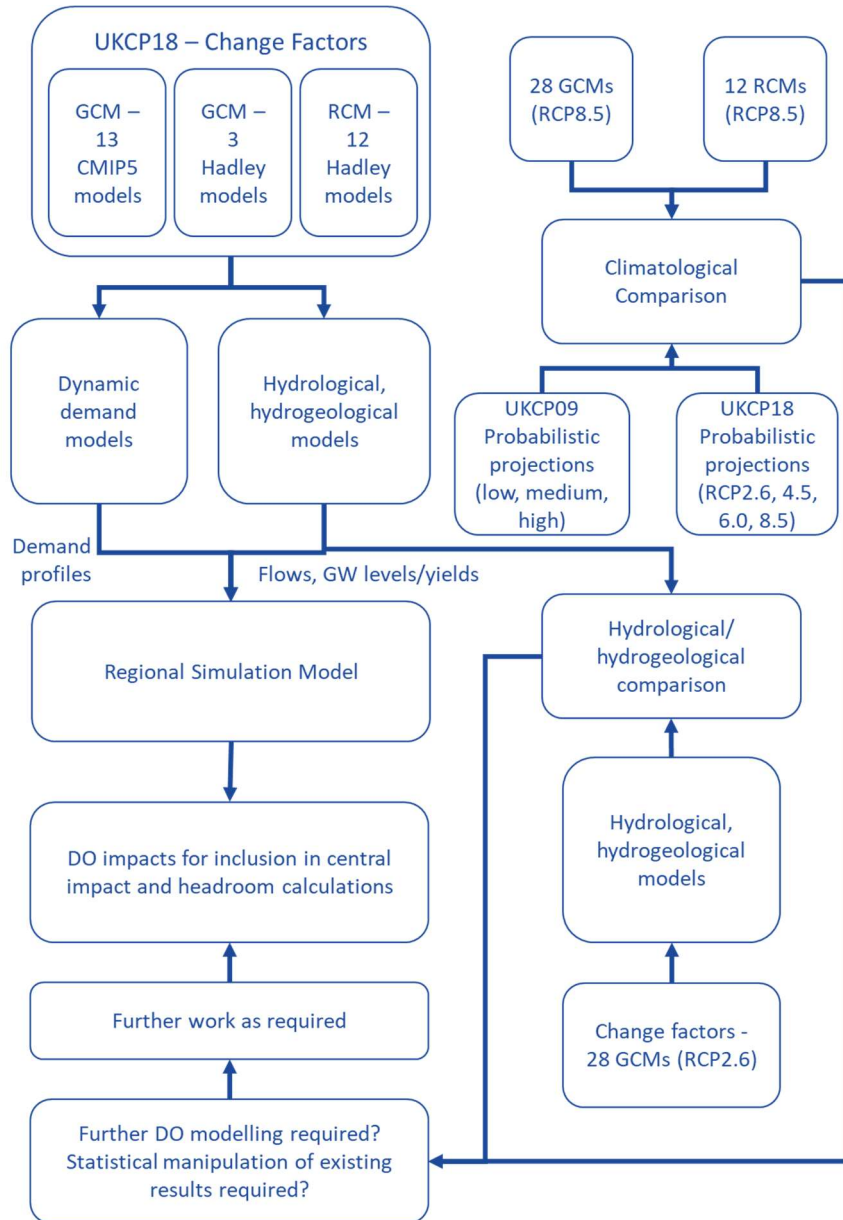 UKCP18 – Change Factors
GCM –
13
CMIP5
models
GCM –
3
Hadley
models
RCM –
12
Hadley
models
28 GCMs
(RCP8.5)
12 RCMs
(RCP8.5)
Climatological
Comparison
Dynamic
demand
models
Hydrological,
hydrogeological
models
UKCP09
Probabilistic
projections
(low, medium,
high)
UKCP18
Probabilistic
projections
(RCP2.6, 4.5,
6.0, 8.5)
Demand
profiles
Flows, GW levels/yields
Regional Simulation Model
Hydrological/
hydrogeological
comparison
DO impacts for inclusion in central
impact and headroom calculations
Hydrological,
hydrogeological
models
Further work as required
Change factors -
28 GCMs (RCP2.6)
Further DO modelling required?
Statistical manipulation of existing
results required?